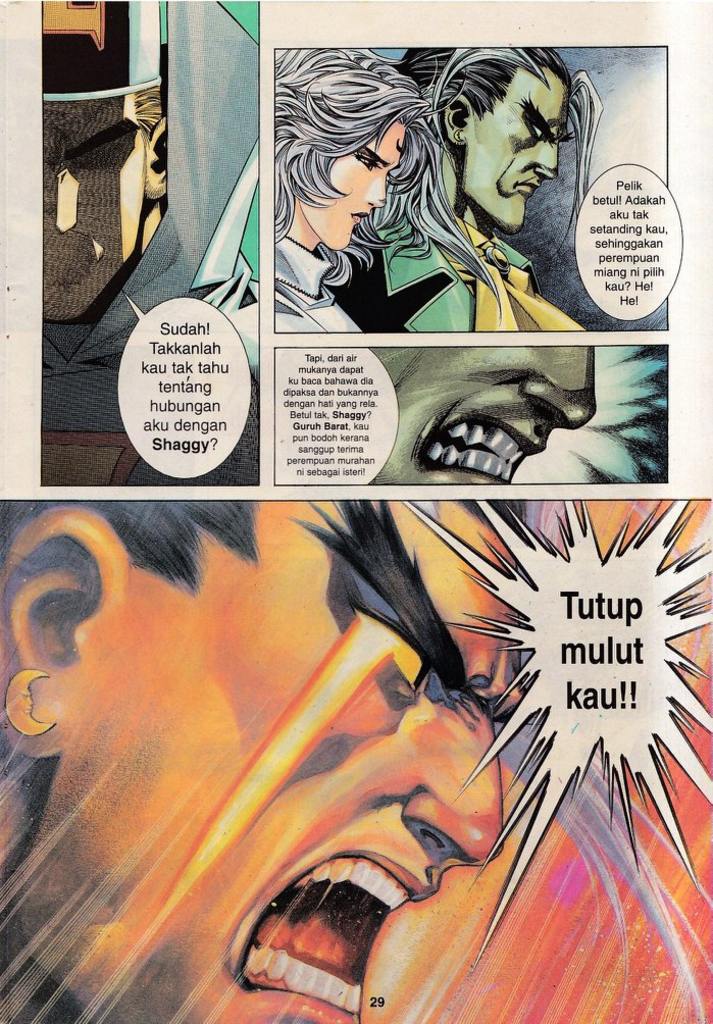 Sudah!
Takkanlah
kau tak tahu
tentang
hubungan
aku dengan
Shaggy?
Pelik
betul! Adakah
aku tak
setanding kau,
sehinggakan
perempuan
miang ni pilih
kau? He!
He!
Tapi, dari air
mukanya dapat
ku baca bahawa dia
dipaksa dan bukannya
dengan hati yang rela.
Betul tak, Shaggy?
Guruh Barat, kau
pun bodoh kerana
sanggup terima
perempuan murahan
ni sebagai isteri!
Tutup
mulut
kau!!
29